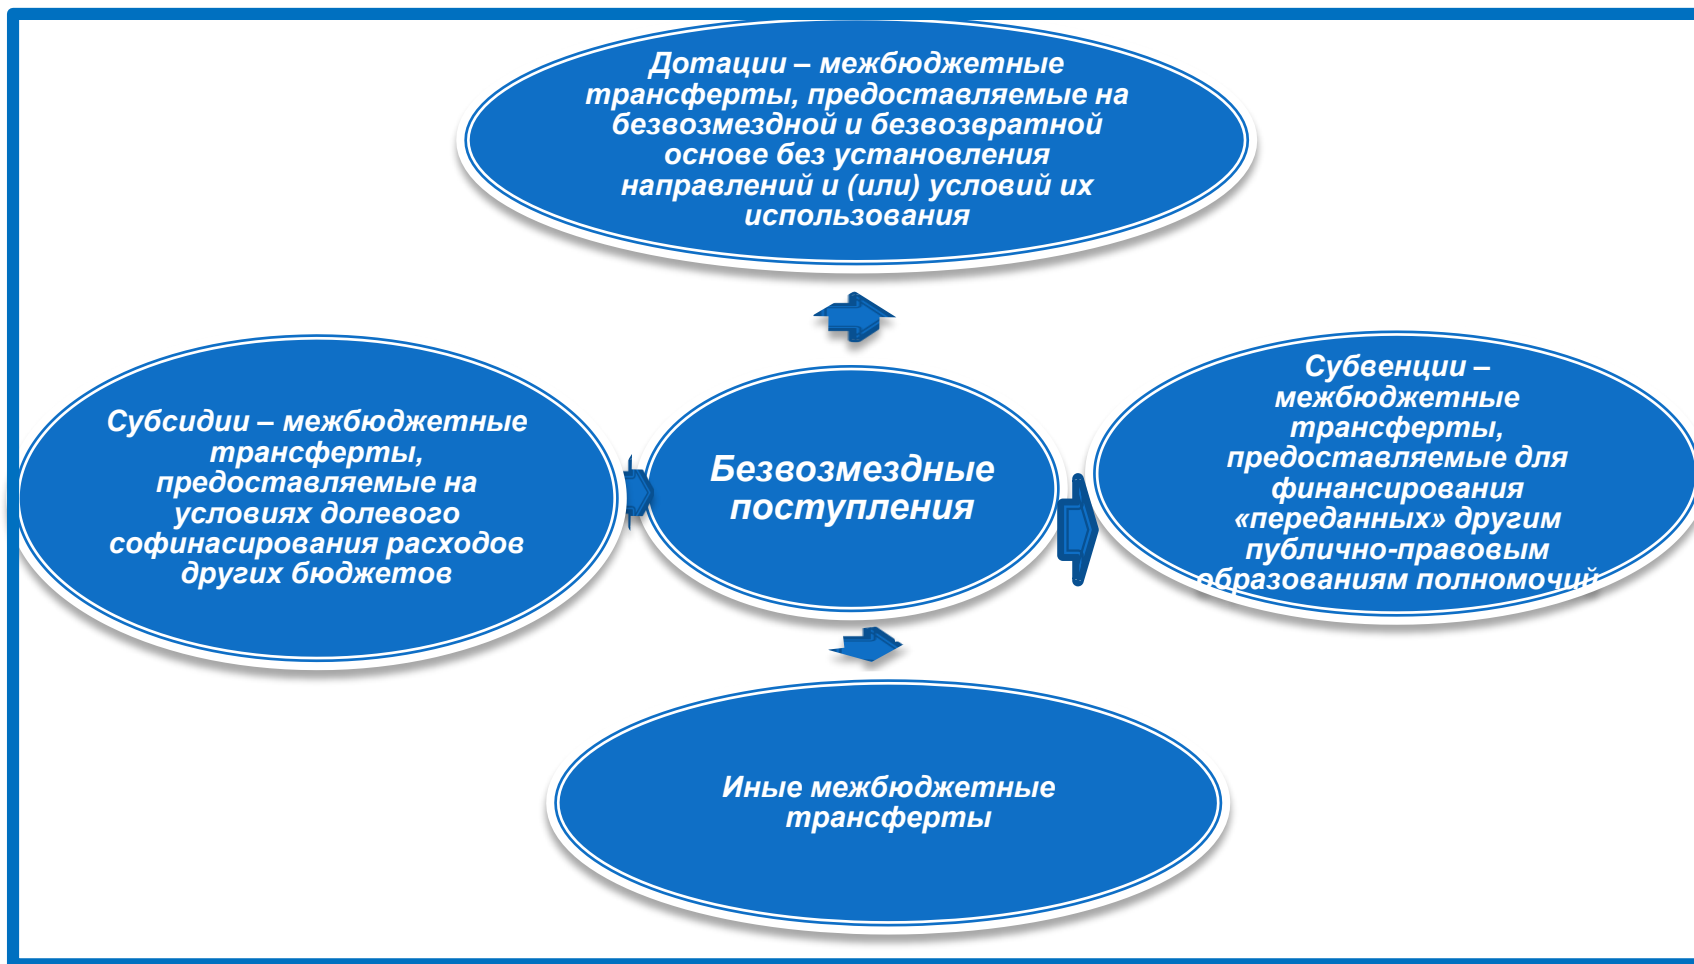 Дотации – межбюджетные
трансферты, предоставляемые на
безвозмездной и безвозвратной
основе без установления
направлений и (или) условий их
использования
Субсидии – межбюджетные
трансферты,
предоставляемые на
условиях долевого
софинасирования расходов
других бюджетов
Безвозмездные
поступления
Субвенции –
межбюджетные
трансферты,
предоставляемые для
финансирования
«переданных» другим
публично-правовым
образованиям полномочий
Иные межбюджетные
трансферты